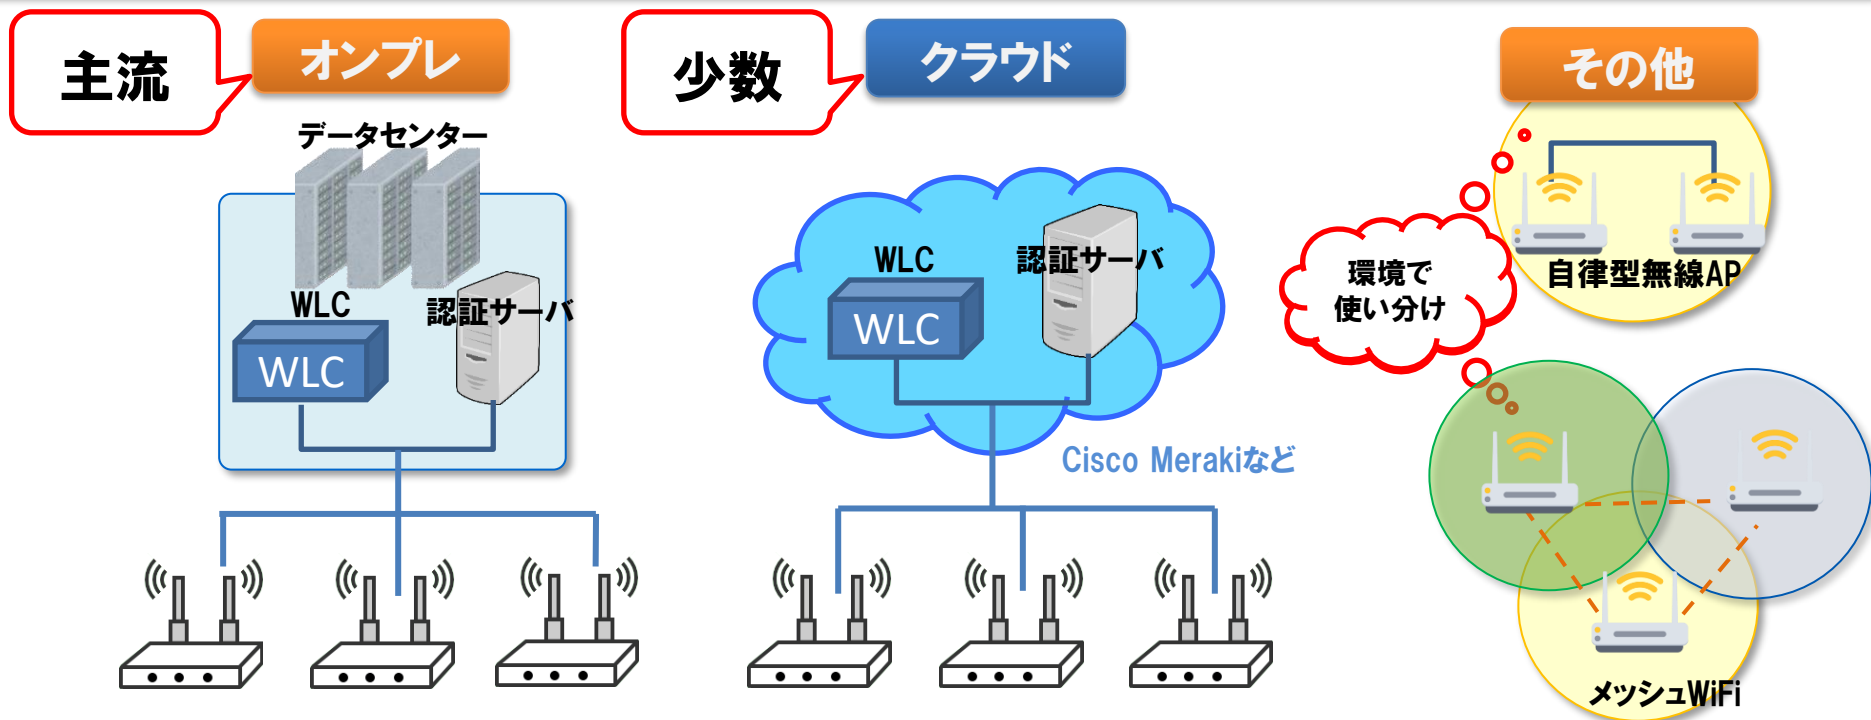 主流
オンプレ
データセンター
WLC
認証サーバ
WLC
少数
クラウド
WLC
認証サーバ
WLC
Cisco Merakiなど
その他
自律型無線AP
環境で
使い分け
メッシュWiFi